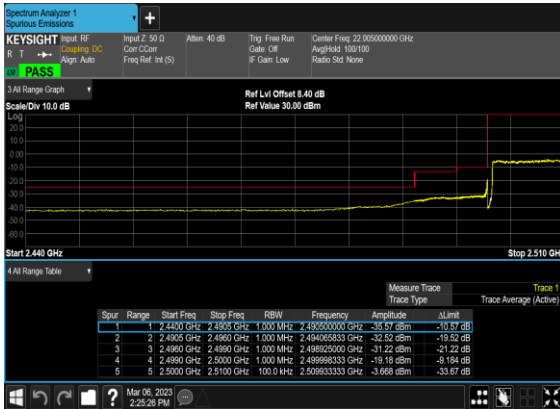 Spectrum Analyzer 1
Spurious Emissions
KEYSIGHT Input: RF Input Z: 50 Ω Atten: 40 dB Trig: Free Run Center Freq: 22.005000000 GHz
R T Coupling: DC Corr CCorr Gate: Off Avg|Hold: 100/100
Align: Auto Freq Ref: Int (S) IF Gain: Low Radio Std: None
PASS
3 All Range Graph
Ref Lvl Offset 8.40 dB
Scale/Div 10.0 dB Ref Value 30.00 dBm
Log
20.0
10.0
0.00
-10.0
-20.0
-30.0
-40.0
-50.0
-60.0
Start 2.440 GHz Stop 2.510 GH
4 All Range Table
Measure Trace Trace 1
Trace Type Trace Average (Active)
Spur Range Start Freq Stop Freq RBW Frequency Amplitude ΔLimit
1 1 2.4400 GHz 2.4905 GHz 1.000 MHz 2.490500000 GHz -35.57 dBm -10.57 dB
2 2 2.4905 GHz 2.4960 GHz 1.000 MHz 2.494065833 GHz -32.52 dBm -19.52 dB
3 3 2.4960 GHz 2.4990 GHz 1.000 MHz 2.498925000 GHz -31.22 dBm -21.22 dB
4 4 2.4990 GHz 2.5000 GHz 1.000 MHz 2.499998333 GHz -19.18 dBm -9.184 dB
5 5 2.5000 GHz 2.5100 GHz 100.0 kHz 2.509933333 GHz -3.668 dBm -33.67 dB
Mar 06, 2023
2:25:26 PM